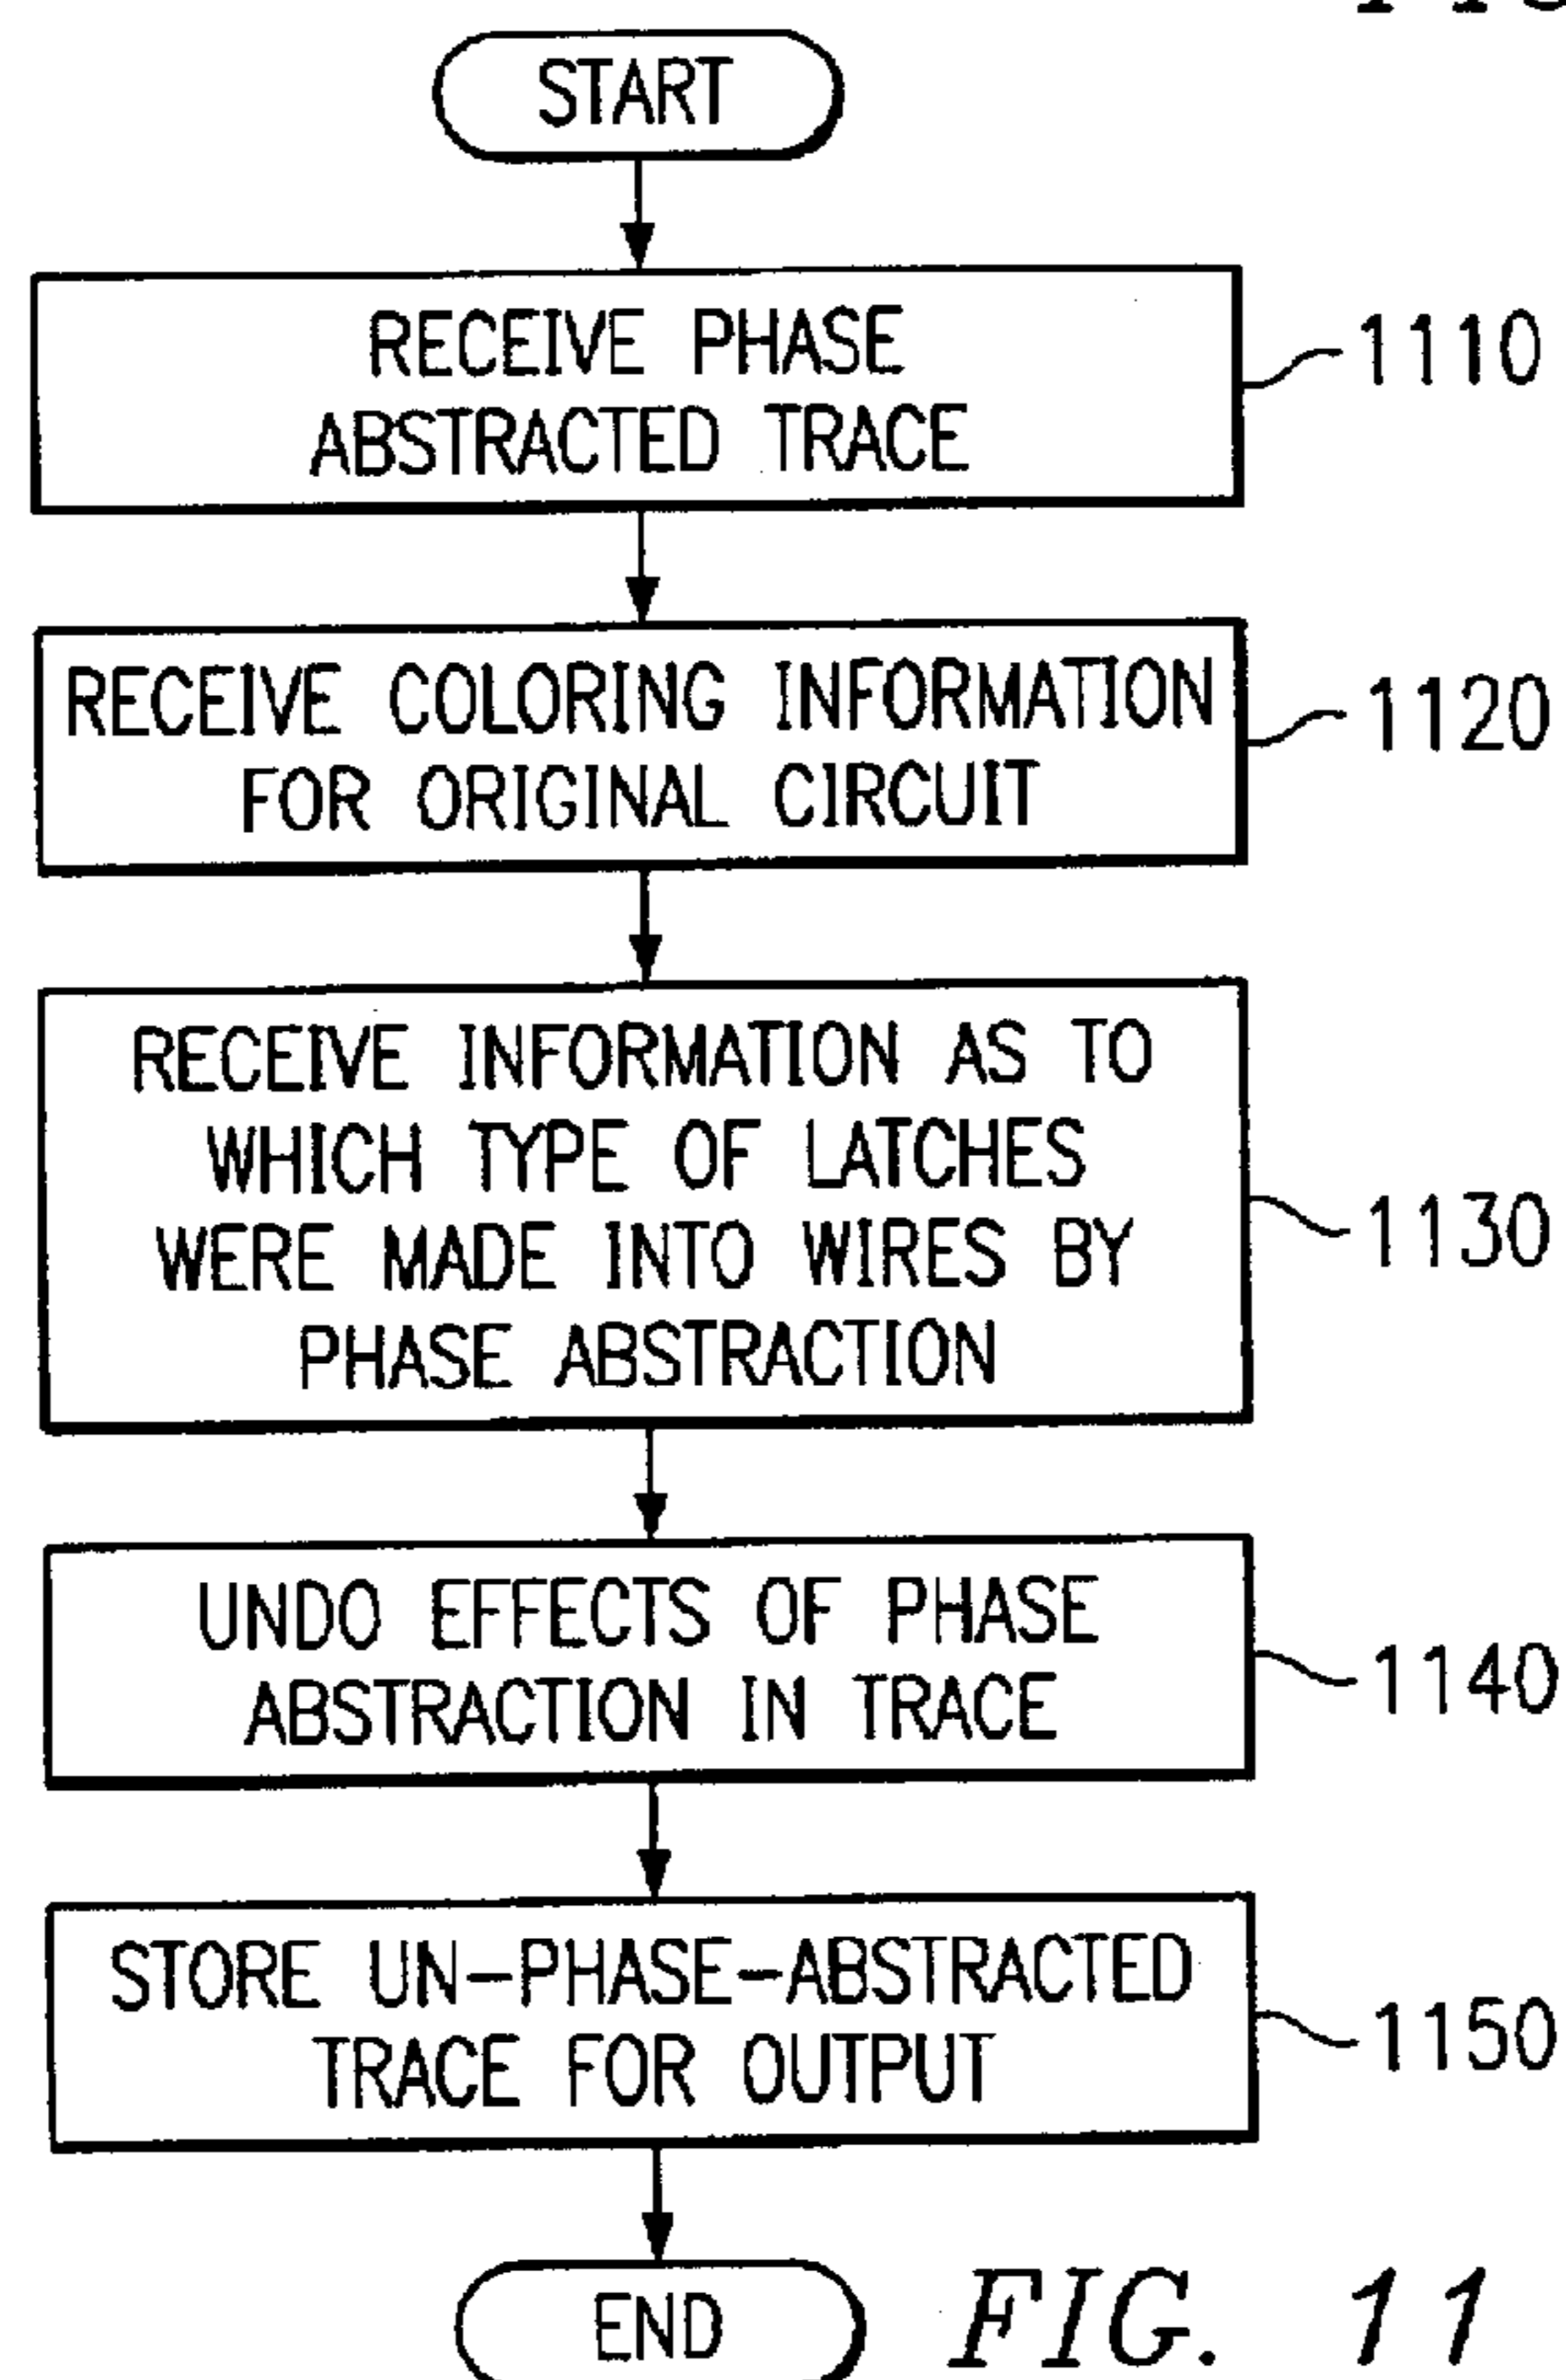 START
RECEIVE PHASE
ABSTRACTED TRACE
1110
RECEIVE COLORING INFORMATION
FOR ORIGINAL CIRCUIT
1120
RECEIVE INFORMATION AS TO
WHICH TYPE OF LATCHES
WERE MADE INTO WIRES BY
PHASE ABSTRACTION
1130
UNDO EFFECTS OF PHASE
ABSTRACTION IN TRACE
1140
STORE UN-PHASE-ABSTRACTED
TRACE FOR OUTPUT
1150
END
FIG. 11